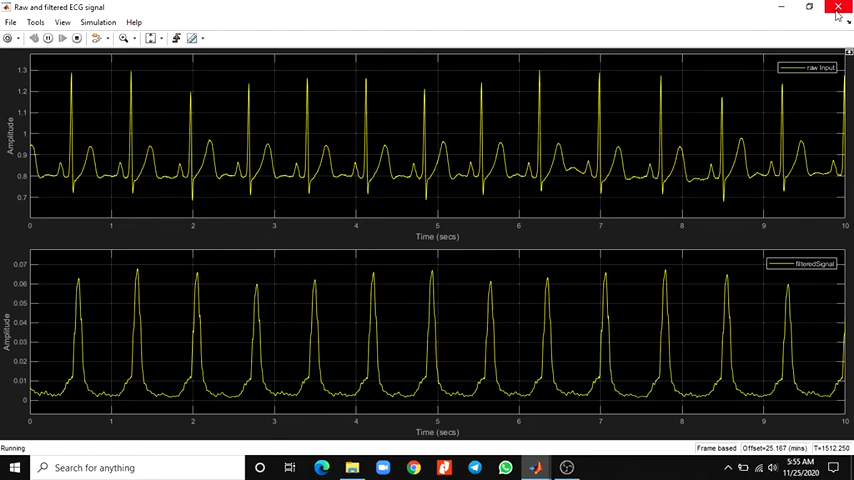 Raw and filtered ECG signal
File Tools View Simulation Help
raw Input
1.3
1.2
1.1
1
0.9
0.8
0.7
Amplitude
0 1 2 3 4 5 6 7 8 9 10
Time (secs)
filteredSignal
0.07
0.06
0.05
0.04
0.03
0.02
0.01
0
Amplitude
0 1 2 3 4 5 6 7 8 9 10
Time (secs)
Running Frame based Offset=25.167 (mins) T=1512.250
Search for anything
5:55 AM
11/25/2020